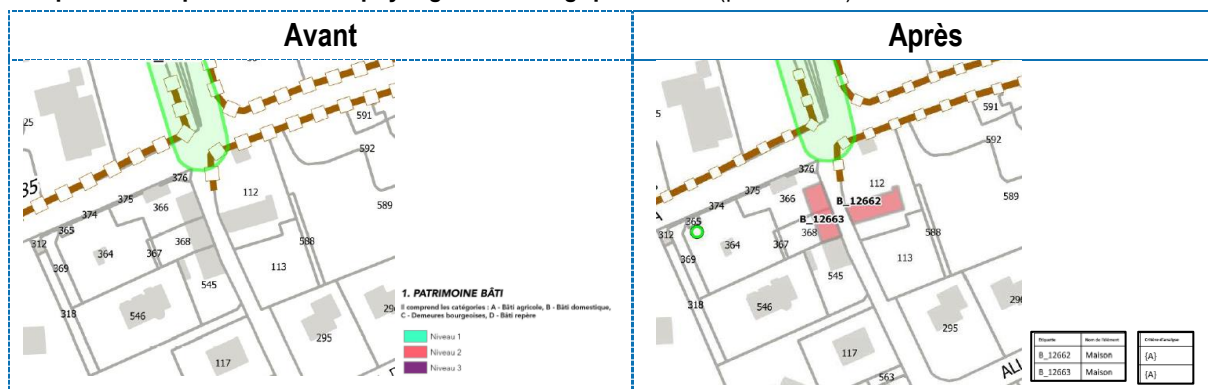 Avant
Après
25
591
592
35
376
375
112
374
366
589
365
312
368
588
364
367
369
113
545
318
546
295
117
1. PATRIMOINE BÂTI
Il comprend les catégories : A - Bâti agricole, B - Bâti domestique,
C - Demeures bourgeoises, D - Bâti repère
Niveau 1
Niveau 2
Niveau 3
591
592
376
375
112
374
366
B_12662
589
365
B_12663
312
368
588
364
367
369
113
545
318
546
295
117
563
Étiquette Nom de l'élément
B_12662 Maison
B_12663 Maison
Critère d'analyse
{A}
{A}